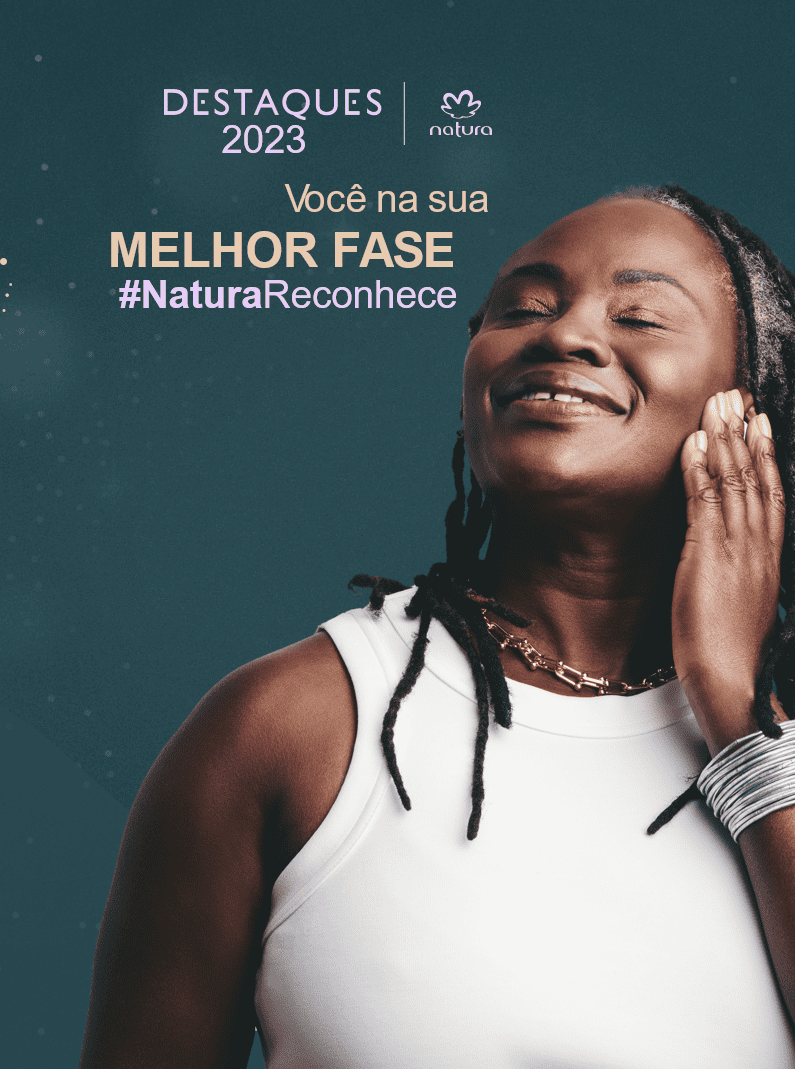 DESTAQUES
2023
natura
Você na sua
MELHOR FASE
#NaturaReconhece